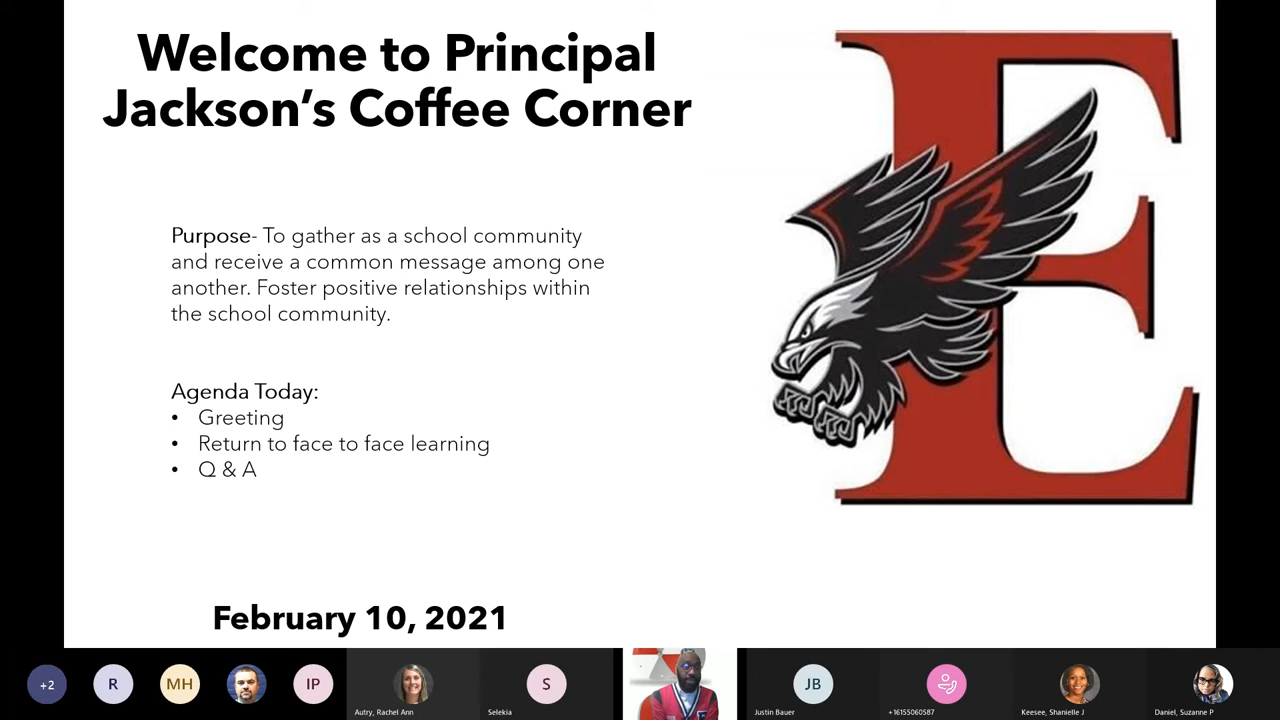 Welcome to Principal
Jackson's Coffee Corner
E
Purpose- To gather as a school community
and receive a common message among one
another. Foster positive relationships within
the school community.
Agenda Today:
• Greeting
• Return to face to face learning
• Q & A
February 10, 2021
+2
R
MH
IP
Autry, Rachel Ann
S
Selekia
JB
Justin Bauer
+16155060587
Keesee, Shanielle J
Daniel, Suzanne P